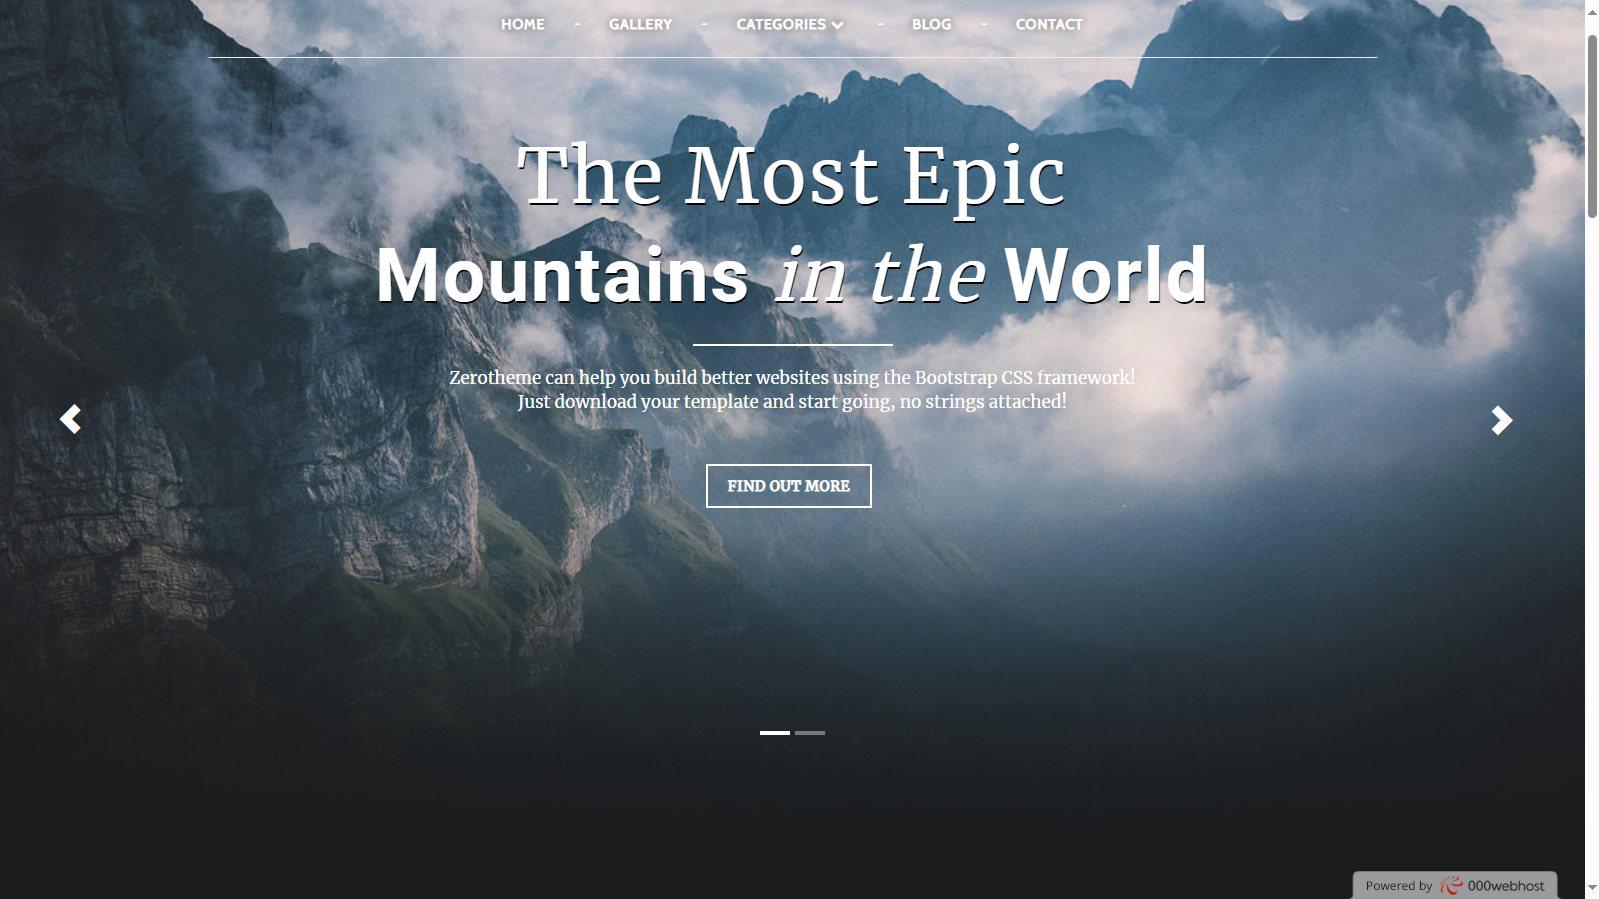 HOME - GALLERY - CATEGORIES - BLOG - CONTACT
The Most Epic
Mountains in the World
Zerotheme can help you build better websites using the Bootstrap CSS framework!
Just download your template and start going, no strings attached!
FIND OUT MORE
Powered by 000webhost